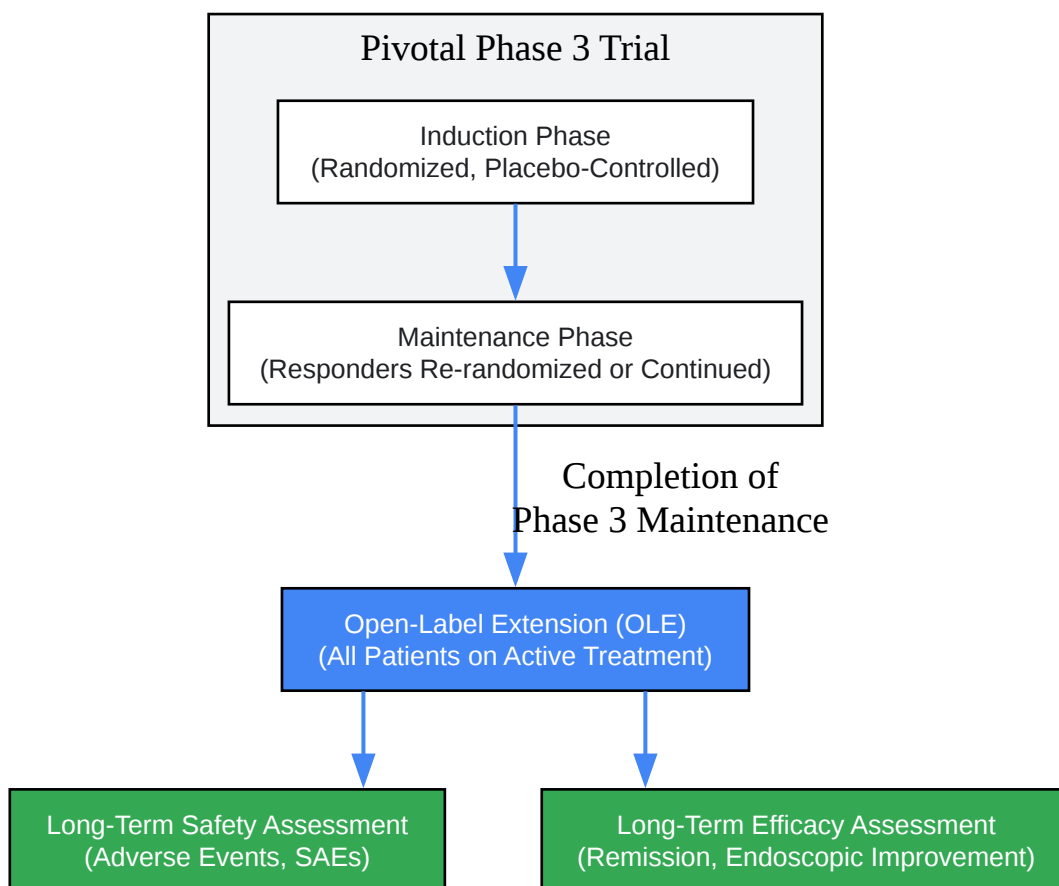 Pivotal Phase 3 Trial
Induction Phase
(Randomized, Placebo-Controlled)
Maintenance Phase
(Responders Re-randomized or Continued)
Completion of
Phase 3 Maintenance
Open-Label Extension (OLE)
(All Patients on Active Treatment)
Long-Term Safety Assessment
(Adverse Events, SAEs)
Long-Term Efficacy Assessment
(Remission, Endoscopic Improvement)